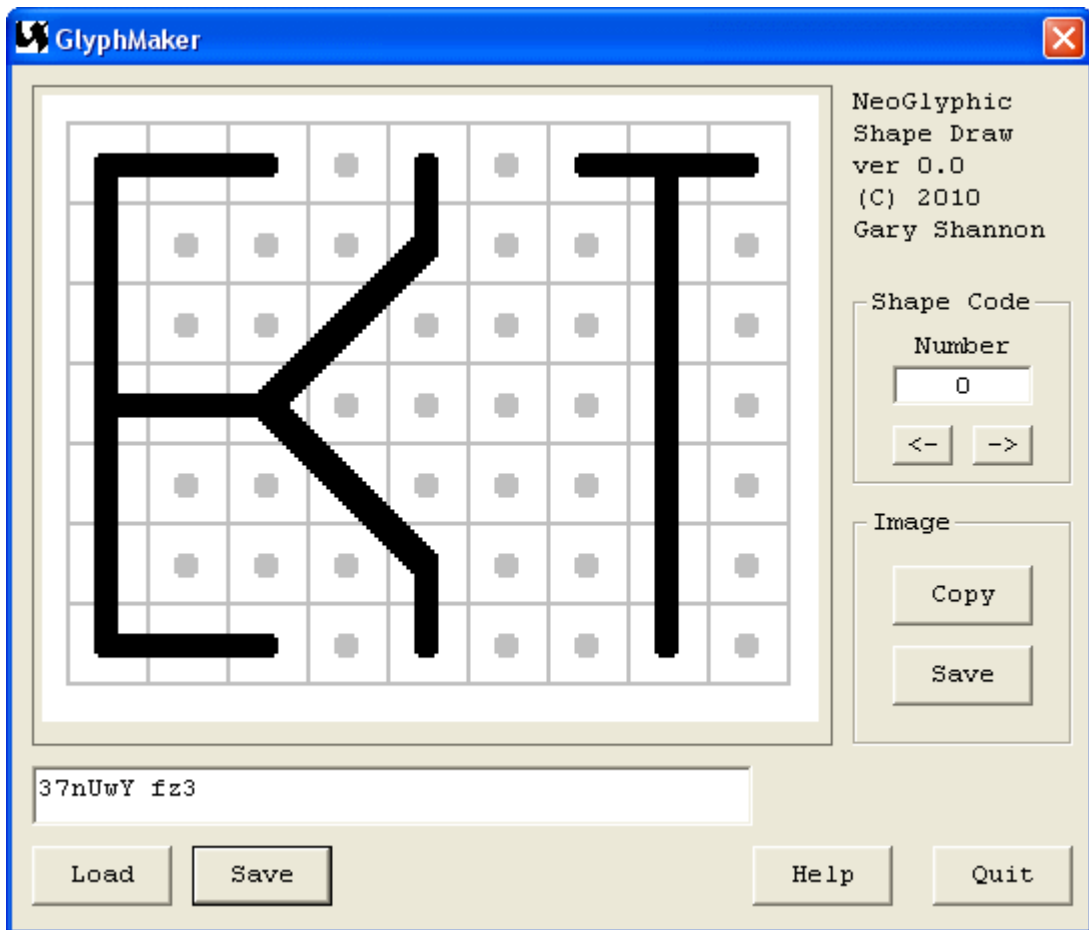 GlyphMaker
NeoGlyphic
Shape Draw
ver 0.0
(C) 2010
Gary Shannon
Shape Code
Number
0
<-
->
Image
Copy
Save
37nUwY fz3
Load
Save
Help
Quit